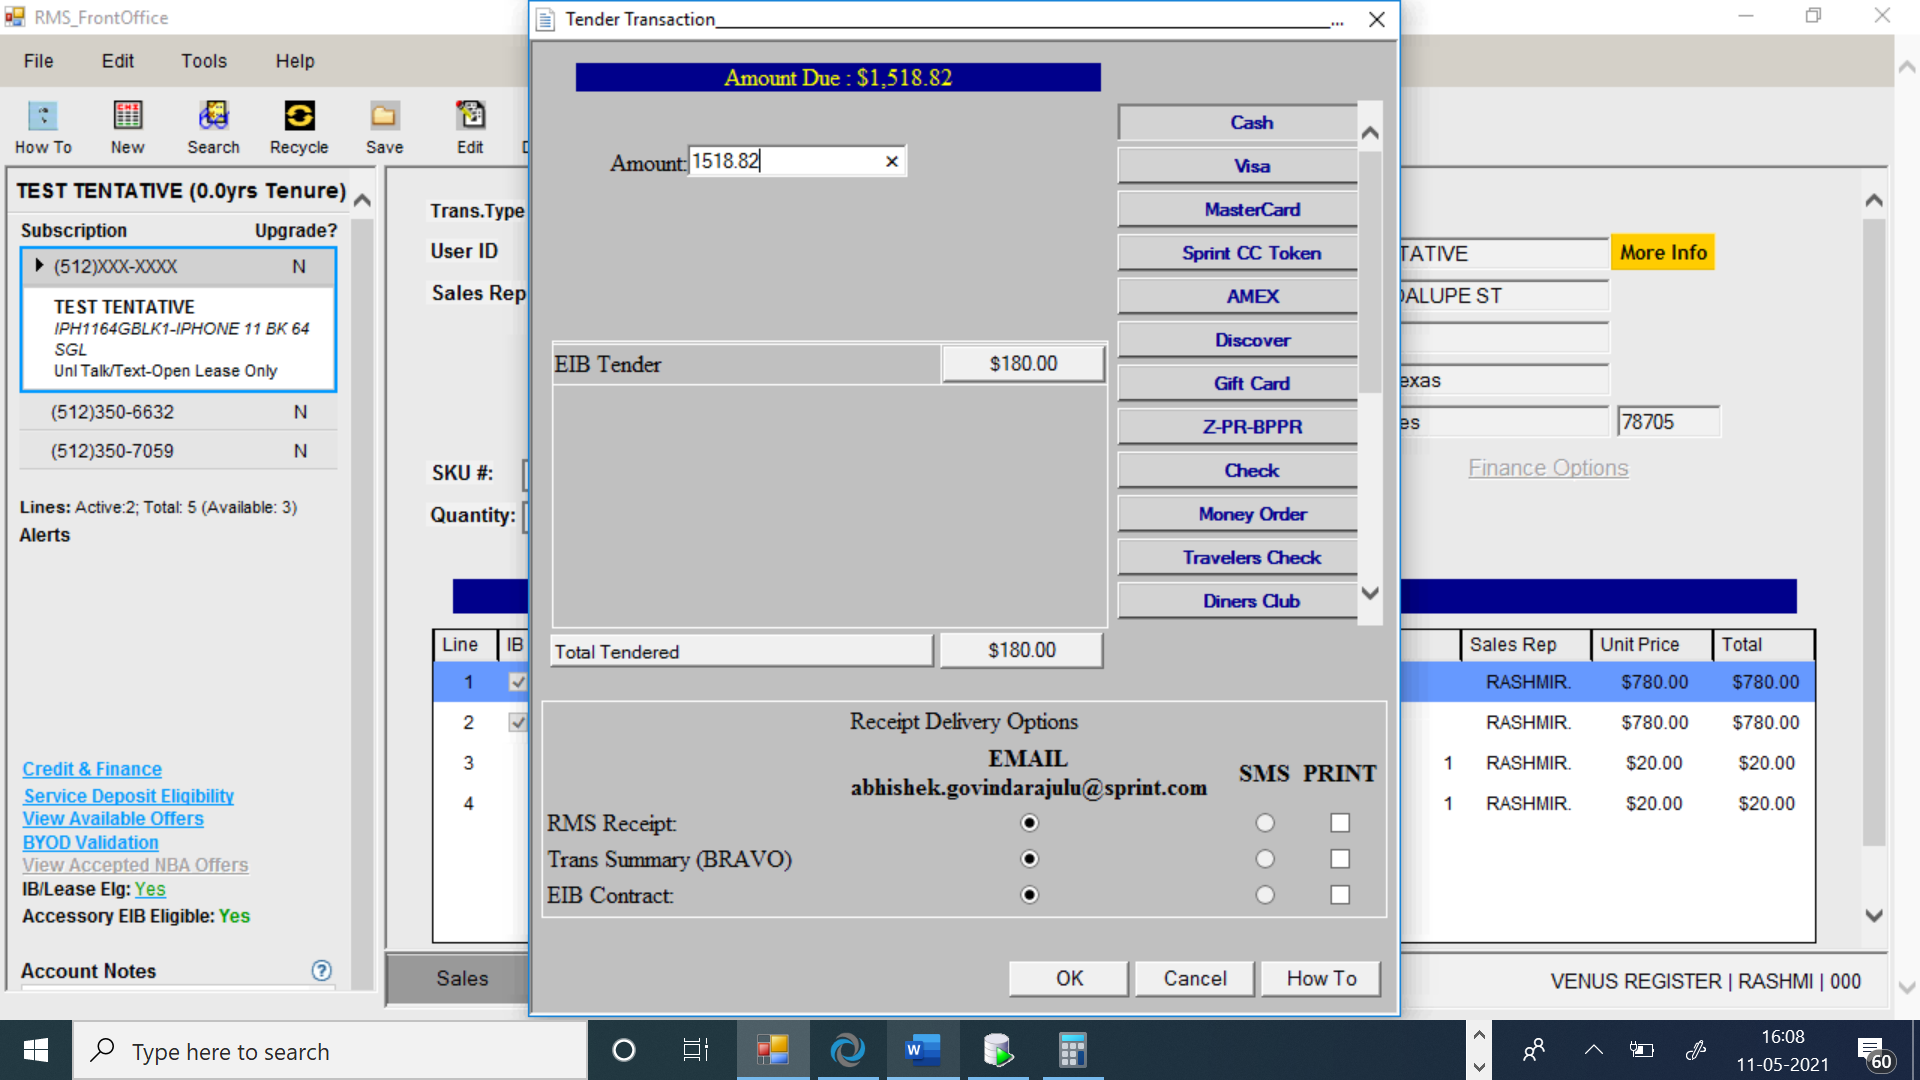 RMS_FrontOffice
File Edit Tools Help
How To New Search Recycle Save Edit
TEST TENTATIVE (0.0yrs Tenure)
Subscription Upgrade?
(512)XXX-XXXX N
TEST TENTATIVE
IPH1164GBLK1-IPHONE 11 BK 64
SGL
Unl Talk/Text-Open Lease Only
(512)350-6632 N
(512)350-7059 N
Lines: Active:2; Total: 5 (Available: 3)
Alerts
Credit & Finance
Service Deposit Eligibility
View Available Offers
BYOD Validation
View Accepted NBA Offers
IB/Lease Elg: Yes
Accessory EIB Eligible: Yes
Account Notes ?
Trans.Type
User ID
Sales Rep
SKU #:
Quantity:
Line IB
1
2
3
4
Sales
Tender Transaction ...
Amount Due : $1,518.82
Amount: 1518.82
Cash
Visa
MasterCard
Sprint CC Token
AMEX
Discover
Gift Card
Z-PR-BPPR
Check
Money Order
Travelers Check
Diners Club
EIB Tender $180.00
Total Tendered $180.00
Receipt Delivery Options
EMAIL
abhishek.govindarajulu@sprint.com SMS PRINT
RMS Receipt:
Trans Summary (BRAVO)
EIB Contract:
OK Cancel How To
TATIVE More Info
DALUPE ST
exas
es 78705
Finance Options
Sales Rep Unit Price Total
RASHMIR. $780.00 $780.00
RASHMIR. $780.00 $780.00
1 RASHMIR. $20.00 $20.00
1 RASHMIR. $20.00 $20.00
VENUS REGISTER | RASHMI | 000
Type here to search
16:08
11-05-2021
60